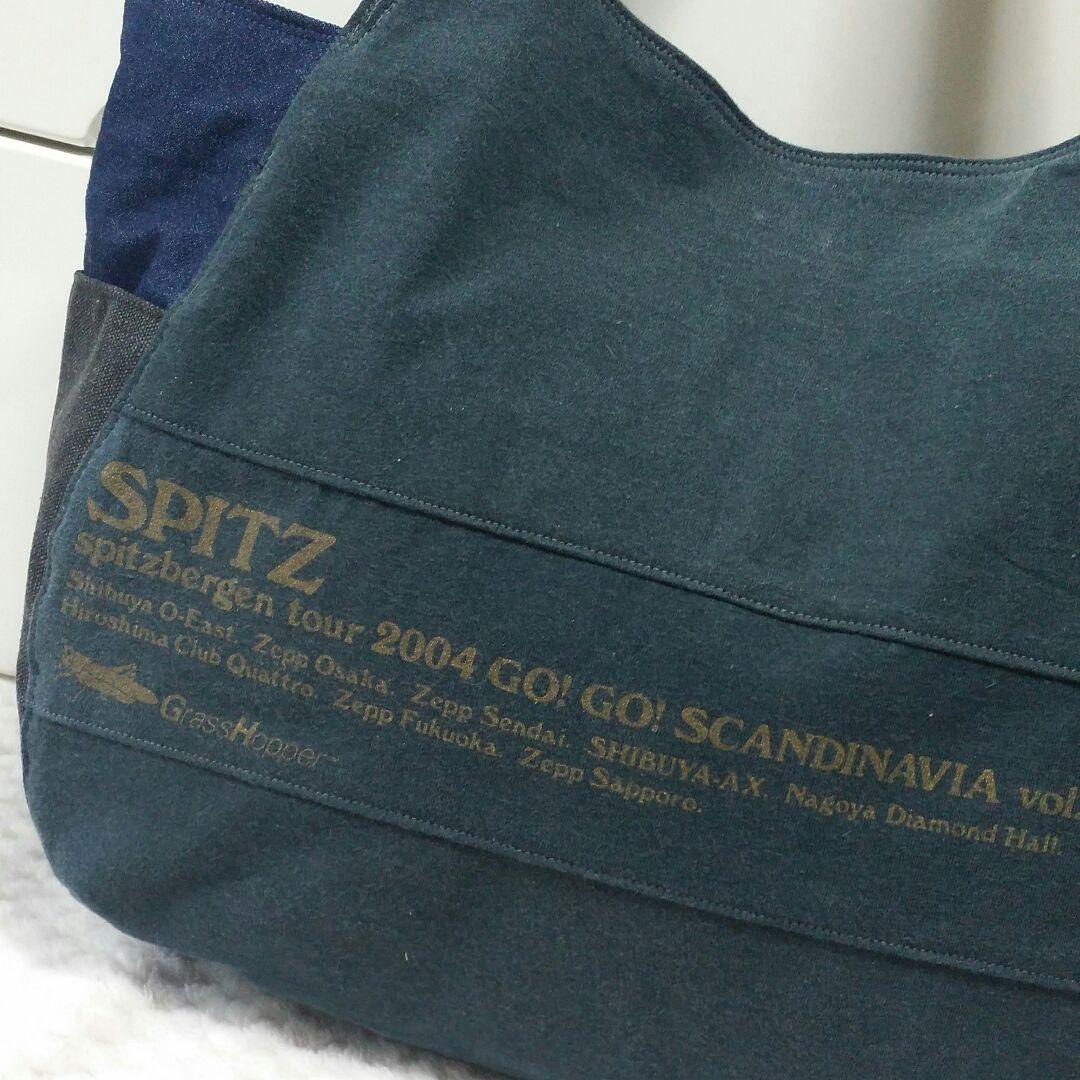 SPITZ
spitzbergen tour 2004 GO! GO! SCANDINAVIA vol.
Shibuya O-East. Zepp Osaka. Zepp Sendai. SHIBUYA-AX. Nagoya Diamond Hall.
Hiroshima Club Quattro. Zepp Fukuoka. Zepp Sapporo.
GrassHopper™